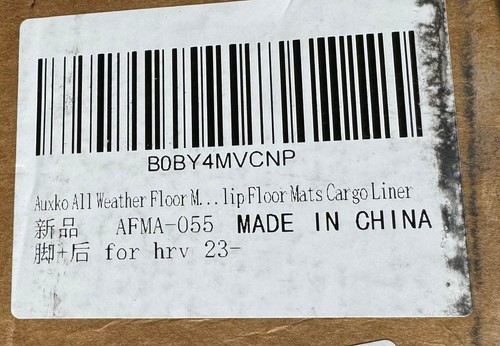 B0BY4MVCNP
Auxko All Weather Floor M...lip Floor Mats Cargo Liner
新品 AFMA-055 MADE IN CHINA
脚+后 for hrv 23-